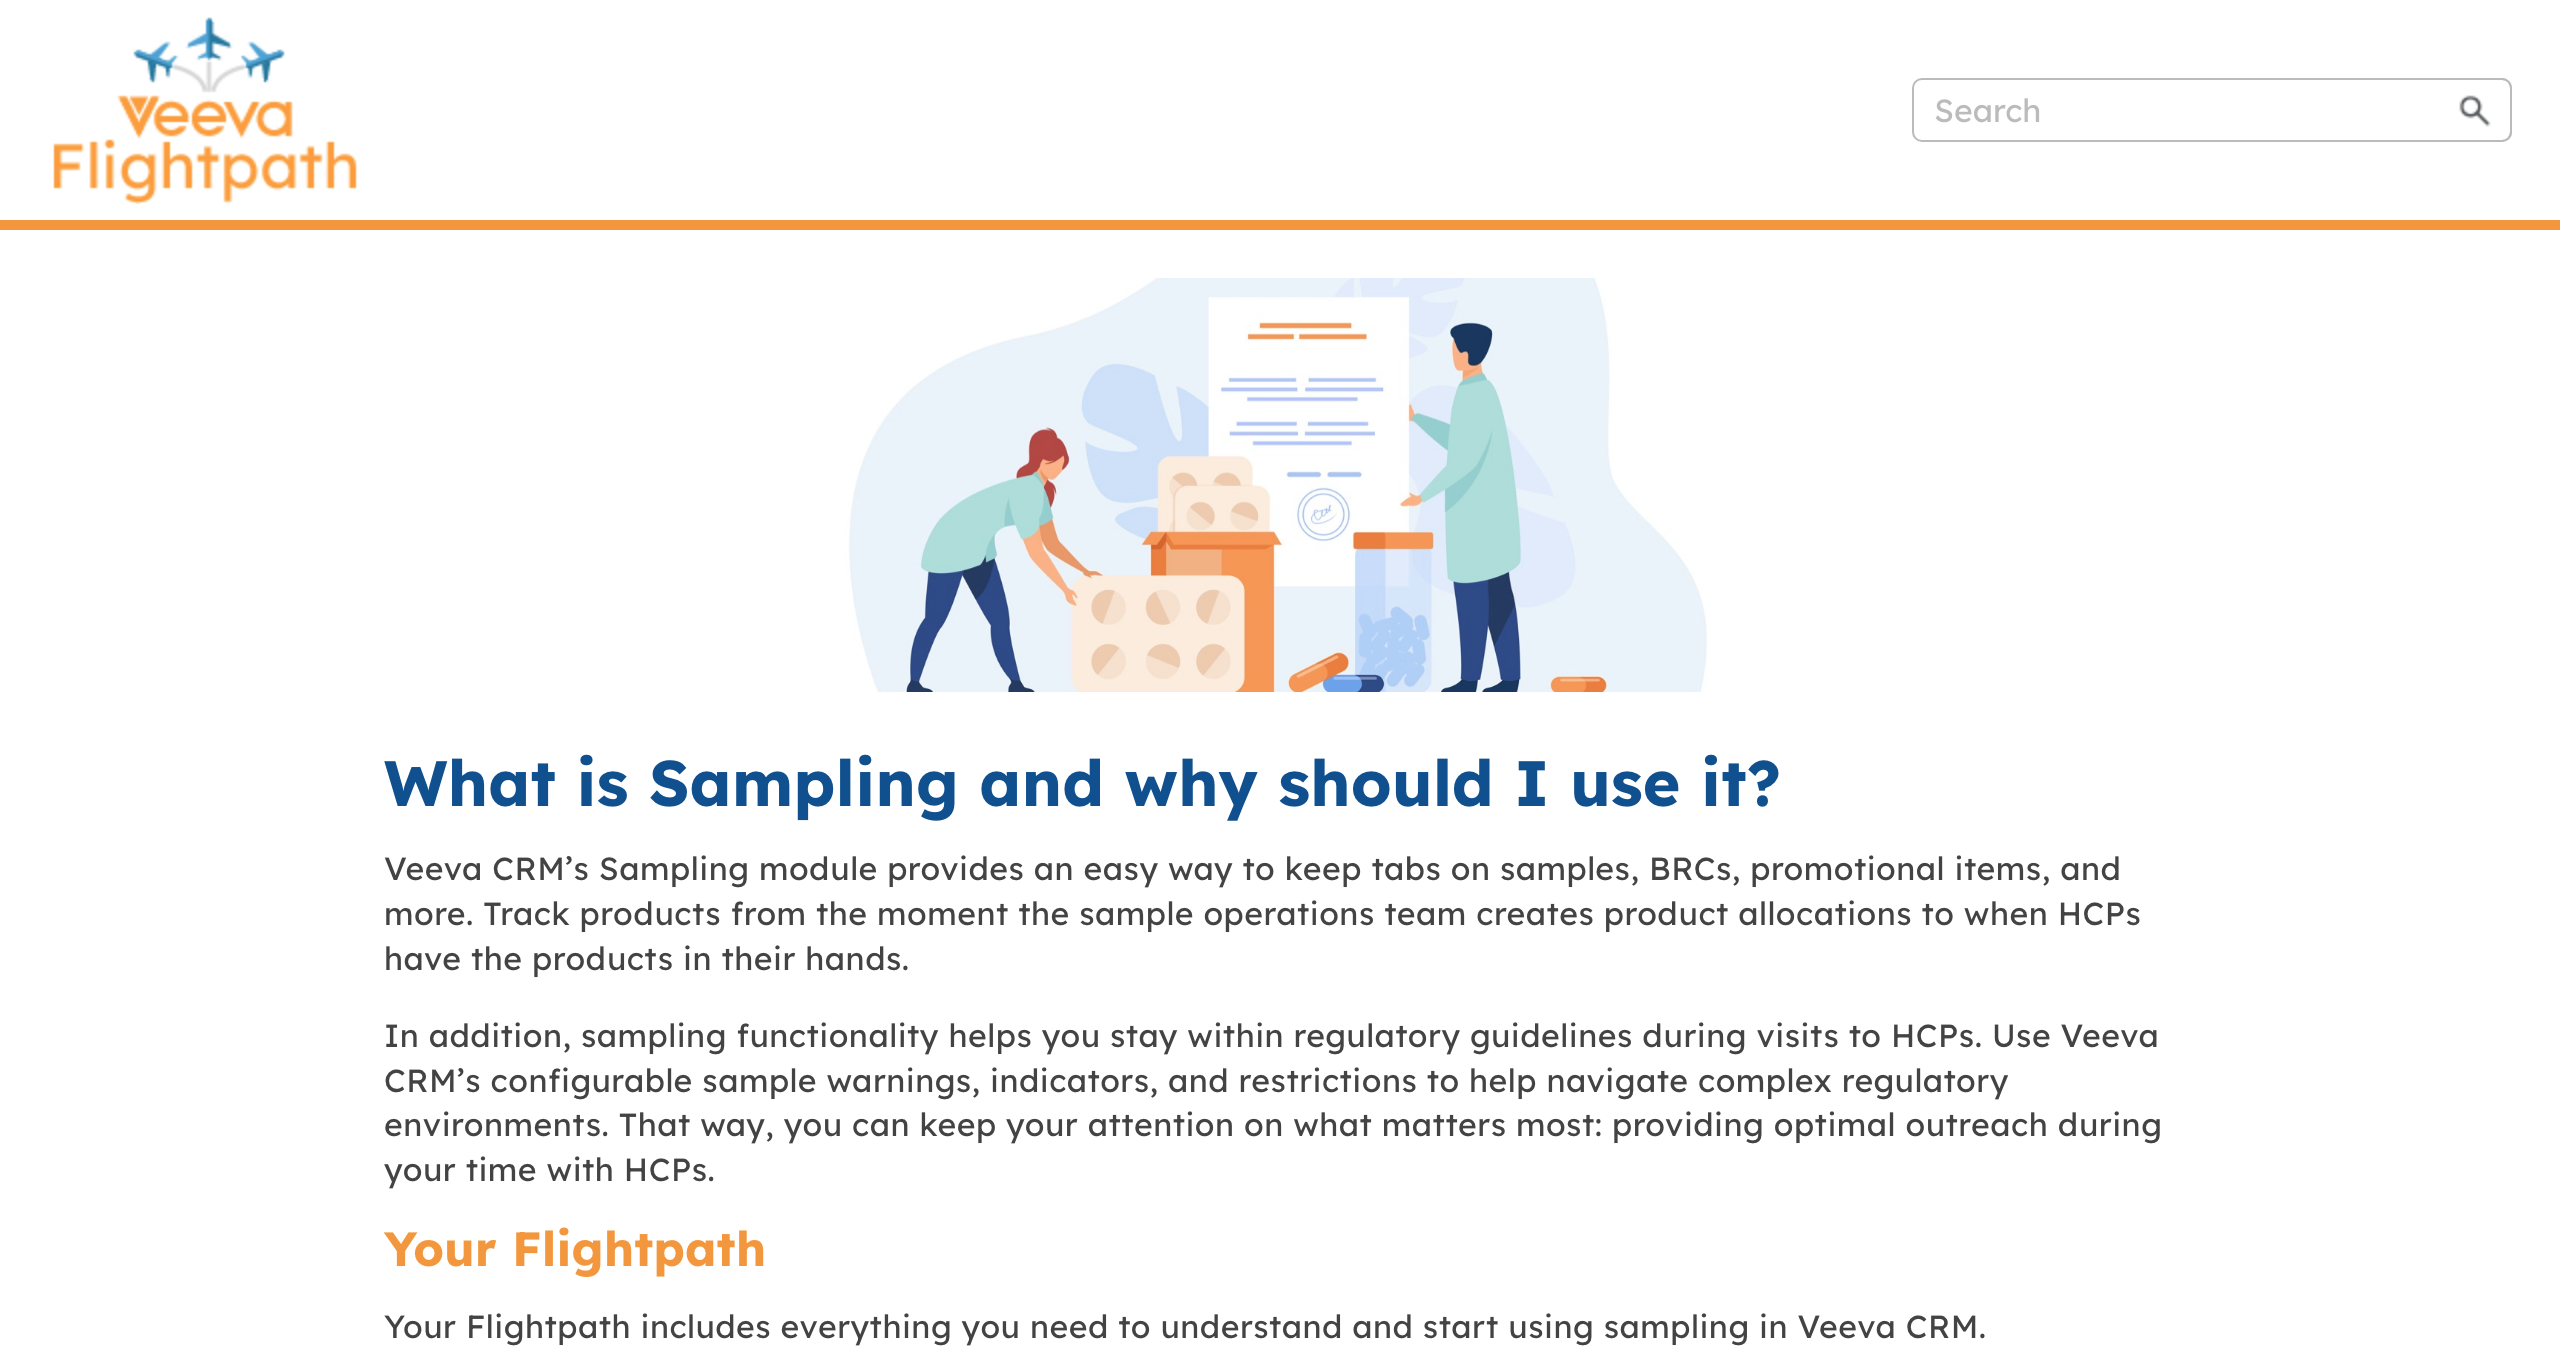 Veeva
Flightpath
Search
What is Sampling and why should I use it?
Veeva CRM’s Sampling module provides an easy way to keep tabs on samples, BRCs, promotional items, and
more. Track products from the moment the sample operations team creates product allocations to when HCPs
have the products in their hands.
In addition, sampling functionality helps you stay within regulatory guidelines during visits to HCPs. Use Veeva
CRM’s configurable sample warnings, indicators, and restrictions to help navigate complex regulatory
environments. That way, you can keep your attention on what matters most: providing optimal outreach during
your time with HCPs.
Your Flightpath
Your Flightpath includes everything you need to understand and start using sampling in Veeva CRM.